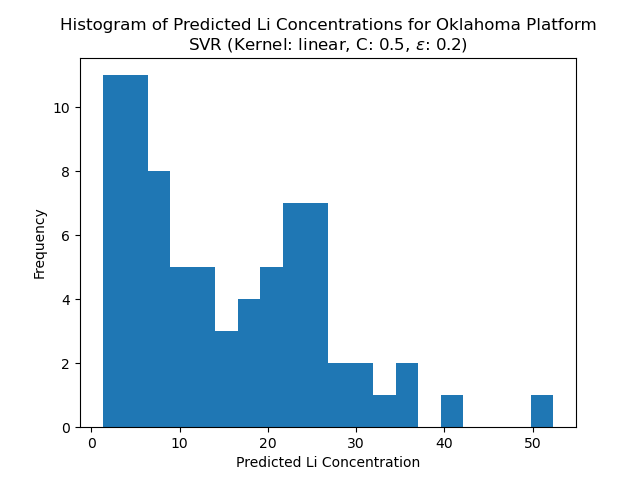 Histogram of Predicted Li Concentrations for Oklahoma Platform
SVR (Kernel: linear, C: 0.5, ε: 0.2)
Frequency
10
8
6
4
2
0
0 10 20 30 40 50
Predicted Li Concentration